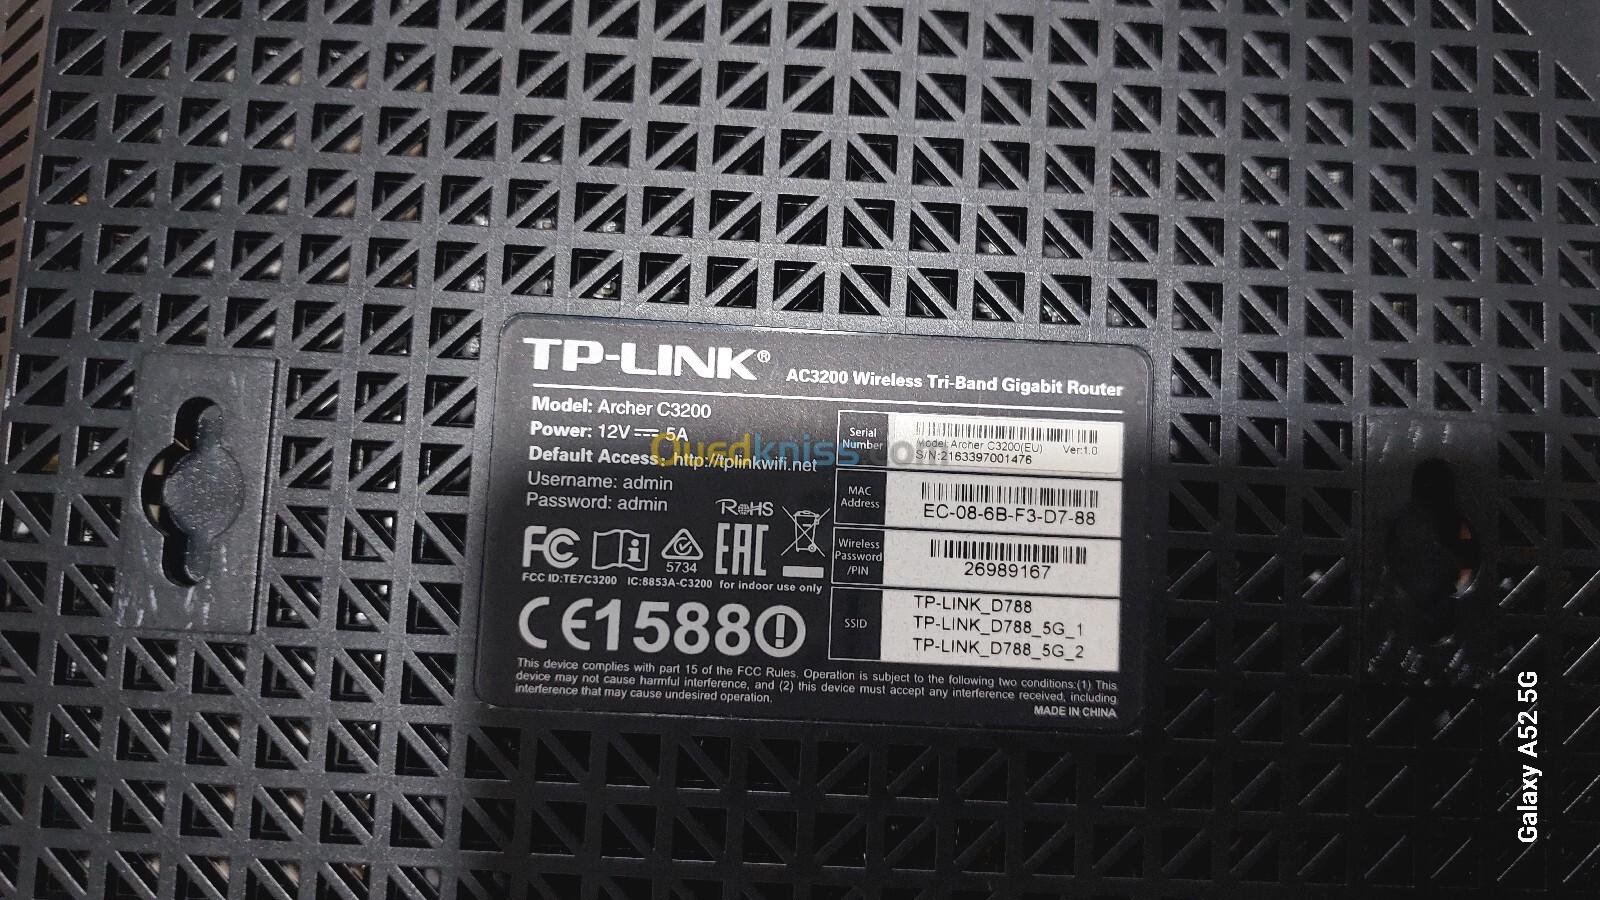 TP-LINK®
AC3200 Wireless Tri-Band Gigabit Router
Model: Archer C3200
Power: 12V⎓5A
Default Access: http://tplinkwifi.net
Username: admin
Password: admin
RoHS
FC
5734
EAC
FCC ID:TE7C3200 IC:8853A-C3200 for indoor use only
CE1588
This device complies with part 15 of the FCC Rules. Operation is subject to the following two conditions:(1) This
device may not cause harmful interference, and (2) this device must accept any interference received, including
interference that may cause undesired operation.
MADE IN CHINA
Serial
Number
Model: Archer C3200(EU) Ver:1.0
S/N:2163397001476
MAC
Address
EC-08-6B-F3-D7-88
Wireless
Password
/PIN
26989167
SSID
TP-LINK_D788
TP-LINK_D788_5G_1
TP-LINK_D788_5G_2
Ouedkniss.com
Galaxy A52 5G